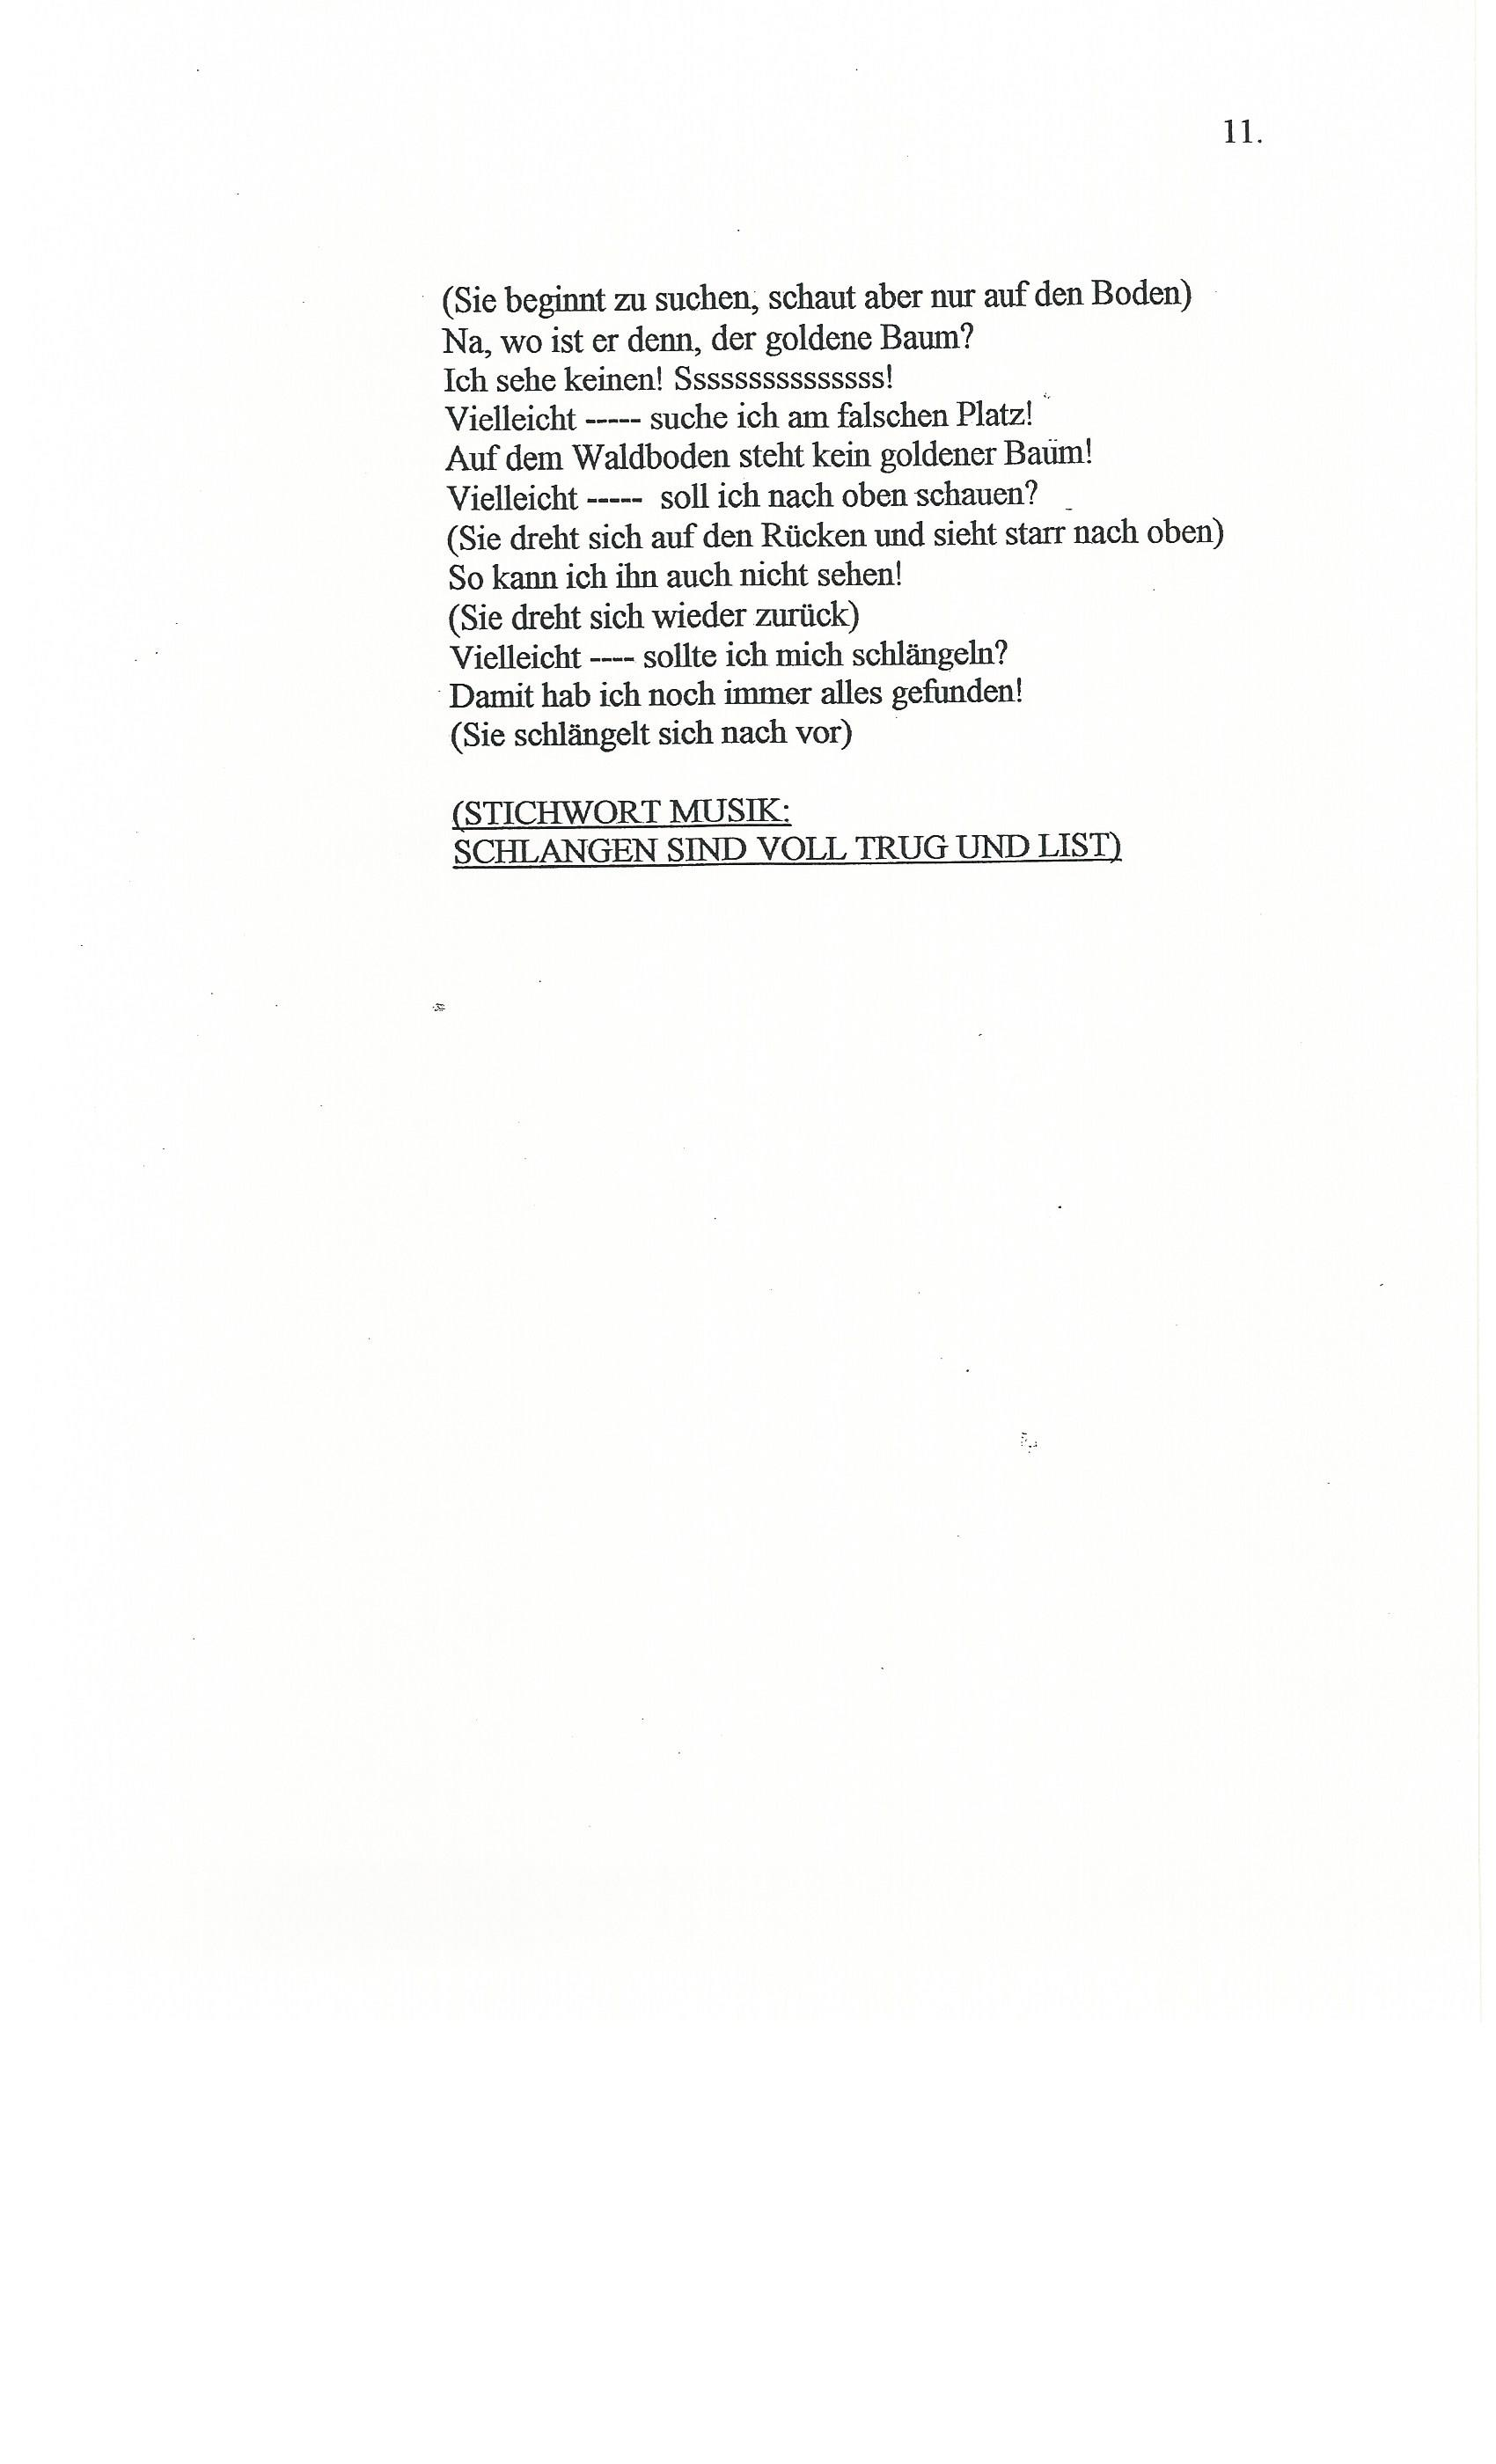 11.
(Sie beginnt zu suchen, schaut aber nur auf den Boden)
Na, wo ist er denn, der goldene Baum?
Ich sehe keinen! Sssssssssssssss!
Vielleicht ----- suche ich am falschen Platz!
Auf dem Waldboden steht kein goldener Baum!
Vielleicht ----- soll ich nach oben schauen?
(Sie dreht sich auf den Rücken und sieht starr nach oben)
So kann ich ihn auch nicht sehen!
(Sie dreht sich wieder zurück)
Vielleicht ---- sollte ich mich schlängeln?
Damit hab ich noch immer alles gefunden!
(Sie schlängelt sich nach vor)
(STICHWORT MUSIK:
SCHLANGEN SIND VOLL TRUG UND LIST)